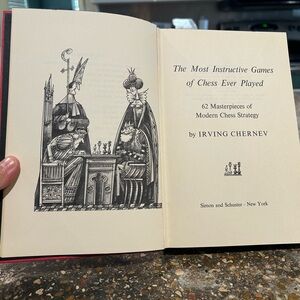 The Most Instructive Games
of Chess Ever Played
62 Masterpieces of
Modern Chess Strategy
by IRVING CHERNEV
Simon and Schuster · New York